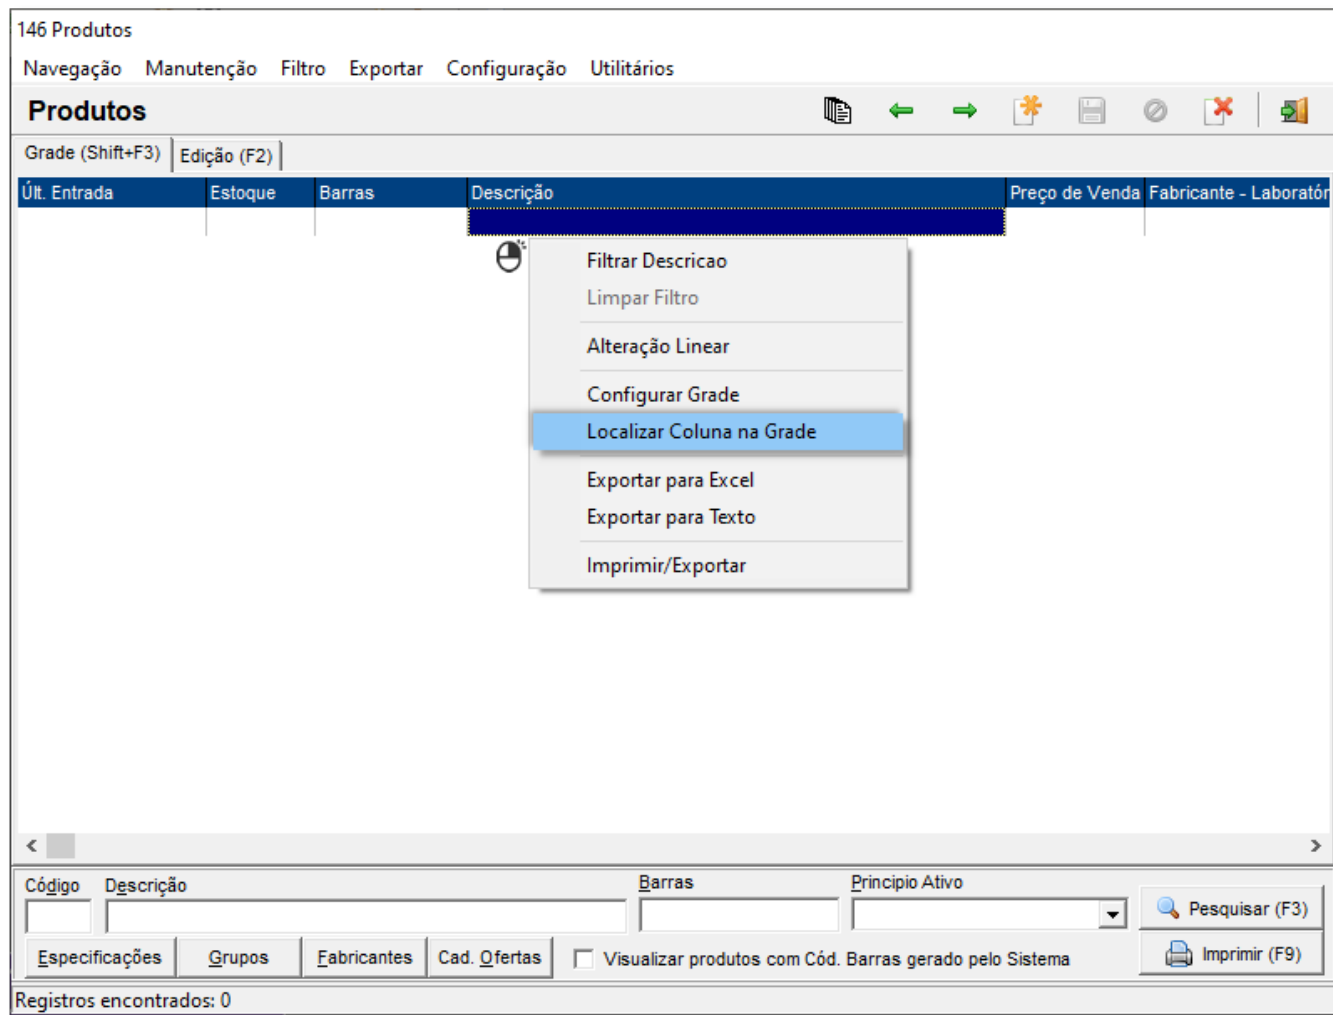 146 Produtos
Navegação Manutenção Filtro Exportar Configuração Utilitários
Produtos
Grade (Shift+F3) Edição (F2)
Últ. Entrada Estoque Barras Descrição Preço de Venda Fabricante - Laboratór
Filtrar Descricao
Limpar Filtro
Alteração Linear
Configurar Grade
Localizar Coluna na Grade
Exportar para Excel
Exportar para Texto
Imprimir/Exportar
Código Descrição Barras Principio Ativo
Pesquisar (F3)
Especificações Grupos Fabricantes Cad. Ofertas Visualizar produtos com Cód. Barras gerado pelo Sistema Imprimir (F9)
Registros encontrados: 0